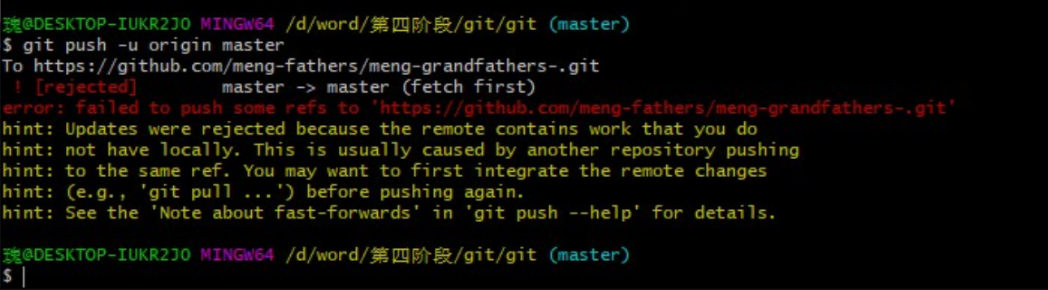 瑰@DESKTOP-IUKR2JO MINGW64 /d/word/第四阶段/git/git (master)
$ git push -u origin master
To https://github.com/meng-fathers/meng-grandfathers-.git
 ! [rejected]        master -> master (fetch first)
error: failed to push some refs to 'https://github.com/meng-fathers/meng-grandfathers-.git'
hint: Updates were rejected because the remote contains work that you do
hint: not have locally. This is usually caused by another repository pushing
hint: to the same ref. You may want to first integrate the remote changes
hint: (e.g., 'git pull ...') before pushing again.
hint: See the 'Note about fast-forwards' in 'git push --help' for details.
瑰@DESKTOP-IUKR2JO MINGW64 /d/word/第四阶段/git/git (master)
$